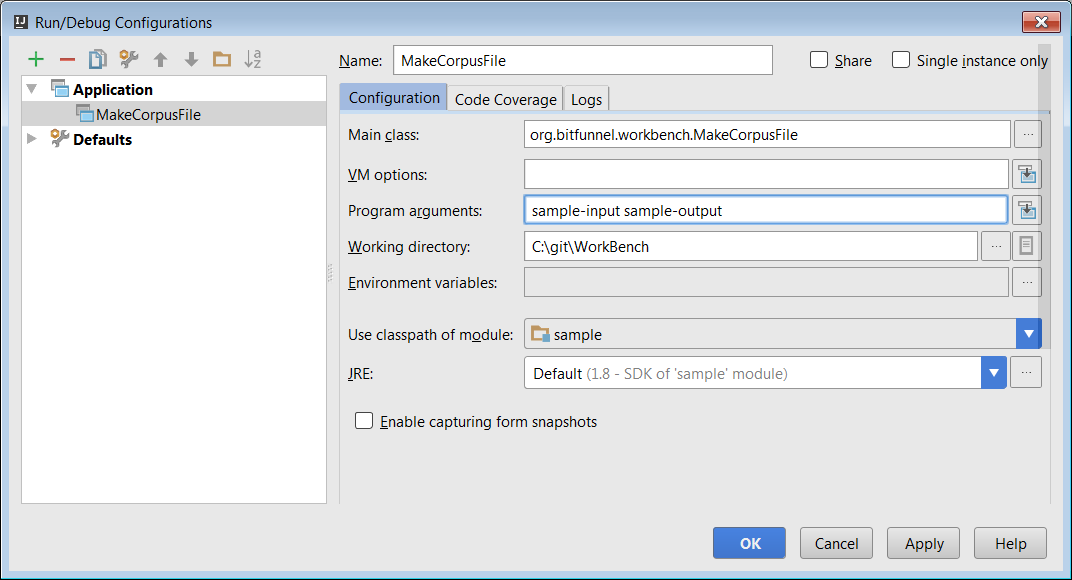 Run/Debug Configurations
Name: MakeCorpusFile Share Single instance only
Application
MakeCorpusFile
Defaults
Configuration Code Coverage Logs
Main class: org.bitfunnel.workbench.MakeCorpusFile ...
VM options:
Program arguments: sample-input sample-output
Working directory: C:\git\WorkBench ...
Environment variables: ...
Use classpath of module: sample
JRE: Default (1.8 - SDK of 'sample' module) ...
Enable capturing form snapshots
OK Cancel Apply Help